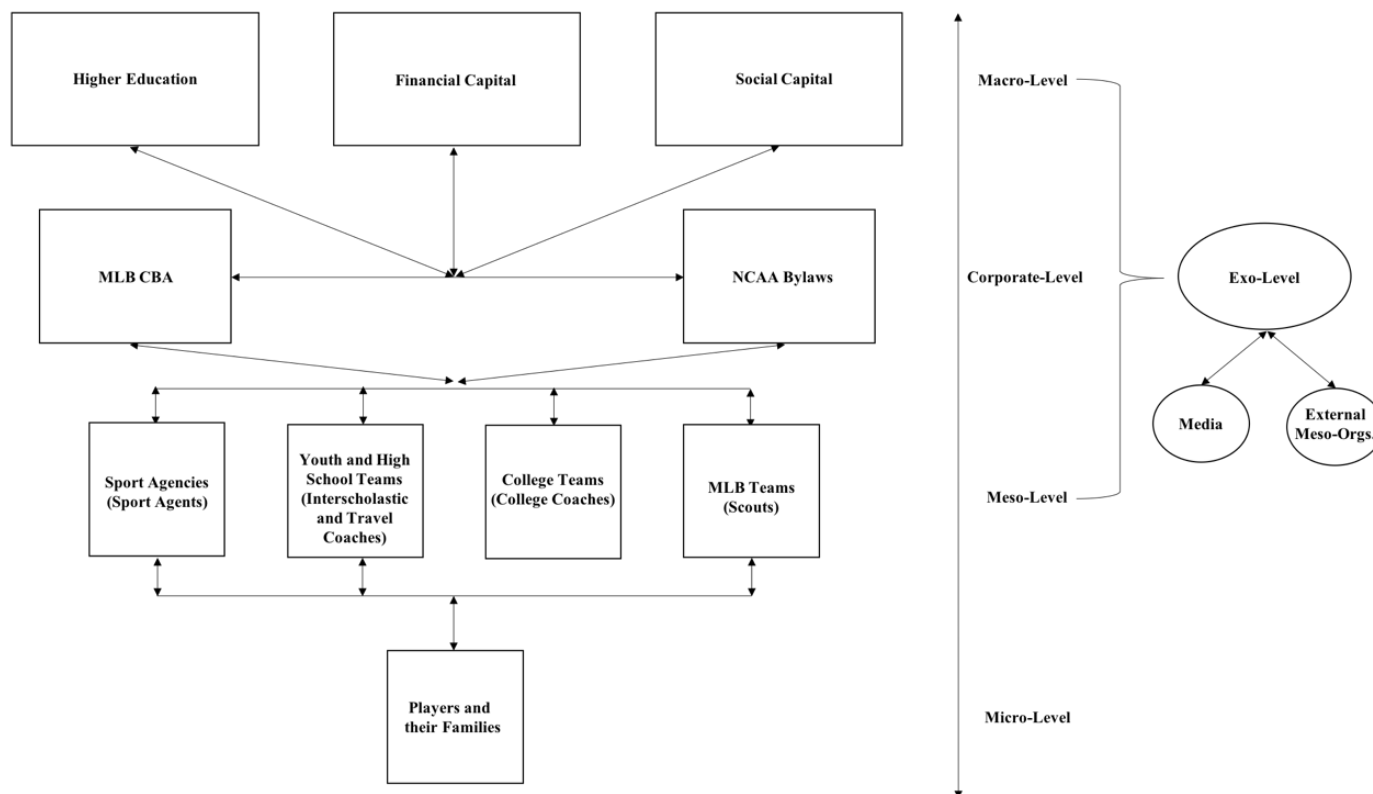 Higher Education
Financial Capital
Social Capital
Macro-Level
MLB CBA
NCAA Bylaws
Corporate-Level
Exo-Level
Media
External
Meso-Orgs.
Sport Agencies
(Sport Agents)
Youth and High
School Teams
(Interscholastic
and Travel
Coaches)
College Teams
(College Coaches)
MLB Teams
(Scouts)
Meso-Level
Players and
their Families
Micro-Level